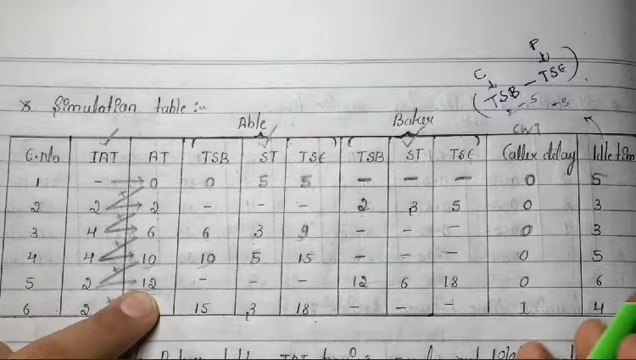 P
C
(TSB - TSE)
* Simulation table :-
Able Baker
CWT
C.no IAT AT TSB ST TSE TSB ST TSE Caller delay Idle tim
1 - 0 0 5 5 - - - 0 5
2 2 2 - - - 2 3 5 0 3
3 4 6 6 3 9 - - - 0 3
4 4 10 10 5 15 - - - 0 5
5 2 12 - - - 12 6 18 0 6
6 2 15 3 18 - - - 1 4